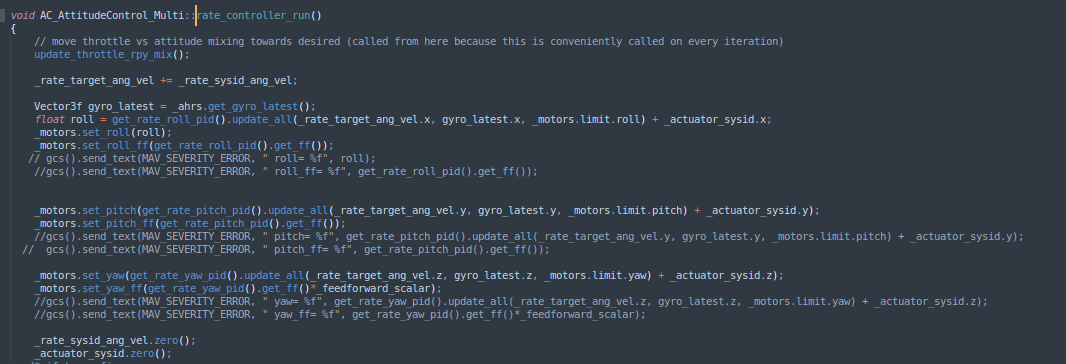 void AC_AttitudeControl_Multi::rate_controller_run()
{
    // move throttle vs attitude mixing towards desired (called from here because this is conveniently called on every iteration)
    update_throttle_rpy_mix();

    _rate_target_ang_vel += _rate_sysid_ang_vel;

    Vector3f gyro_latest = _ahrs.get_gyro_latest();
    float roll = get_rate_roll_pid().update_all(_rate_target_ang_vel.x, gyro_latest.x, _motors.limit.roll) + _actuator_sysid.x;
    _motors.set_roll(roll);
    _motors.set_roll_ff(get_rate_roll_pid().get_ff());
   // gcs().send_text(MAV_SEVERITY_ERROR, " roll= %f", roll);
    //gcs().send_text(MAV_SEVERITY_ERROR, " roll_ff= %f", get_rate_roll_pid().get_ff());


    _motors.set_pitch(get_rate_pitch_pid().update_all(_rate_target_ang_vel.y, gyro_latest.y, _motors.limit.pitch) + _actuator_sysid.y);
    _motors.set_pitch_ff(get_rate_pitch_pid().get_ff());
    //gcs().send_text(MAV_SEVERITY_ERROR, " pitch= %f", get_rate_pitch_pid().update_all(_rate_target_ang_vel.y, gyro_latest.y, _motors.limit.pitch) + _actuator_sysid.y);
  //  gcs().send_text(MAV_SEVERITY_ERROR, " pitch_ff= %f", get_rate_pitch_pid().get_ff());

    _motors.set_yaw(get_rate_yaw_pid().update_all(_rate_target_ang_vel.z, gyro_latest.z, _motors.limit.yaw) + _actuator_sysid.z);
    _motors.set_yaw_ff(get_rate_yaw_pid().get_ff()*_feedforward_scalar);
    //gcs().send_text(MAV_SEVERITY_ERROR, " yaw= %f", get_rate_yaw_pid().update_all(_rate_target_ang_vel.z, gyro_latest.z, _motors.limit.yaw) + _actuator_sysid.z);
    //gcs().send_text(MAV_SEVERITY_ERROR, " yaw_ff= %f", get_rate_yaw_pid().get_ff()*_feedforward_scalar);

    _rate_sysid_ang_vel.zero();
    _actuator_sysid.zero();